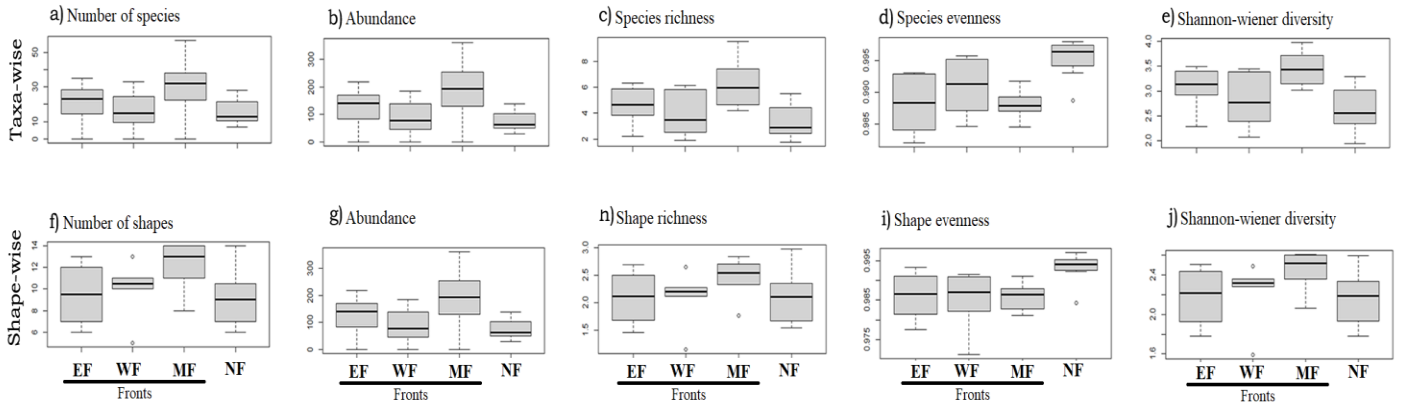 a) Number of species
b) Abundance
c) Species richness
d) Species evenness
e) Shannon-wiener diversity
Taxa-wise
50
30
10
0
300
200
100
0
8
6
4
2
0.995
0.990
0.985
4.0
3.5
3.0
2.5
2.0
f) Number of shapes
g) Abundance
n) Shape richness
i) Shape evenness
j) Shannon-wiener diversity
Shape-wise
14
12
10
8
6
300
200
100
0
3.0
2.5
2.0
1.5
0.995
0.985
0.975
2.4
2.0
1.6
EF WF MF NF
EF WF MF NF
EF WF MF NF
EF WF MF NF
EF WF MF NF
Fronts
Fronts
Fronts
Fronts
Fronts